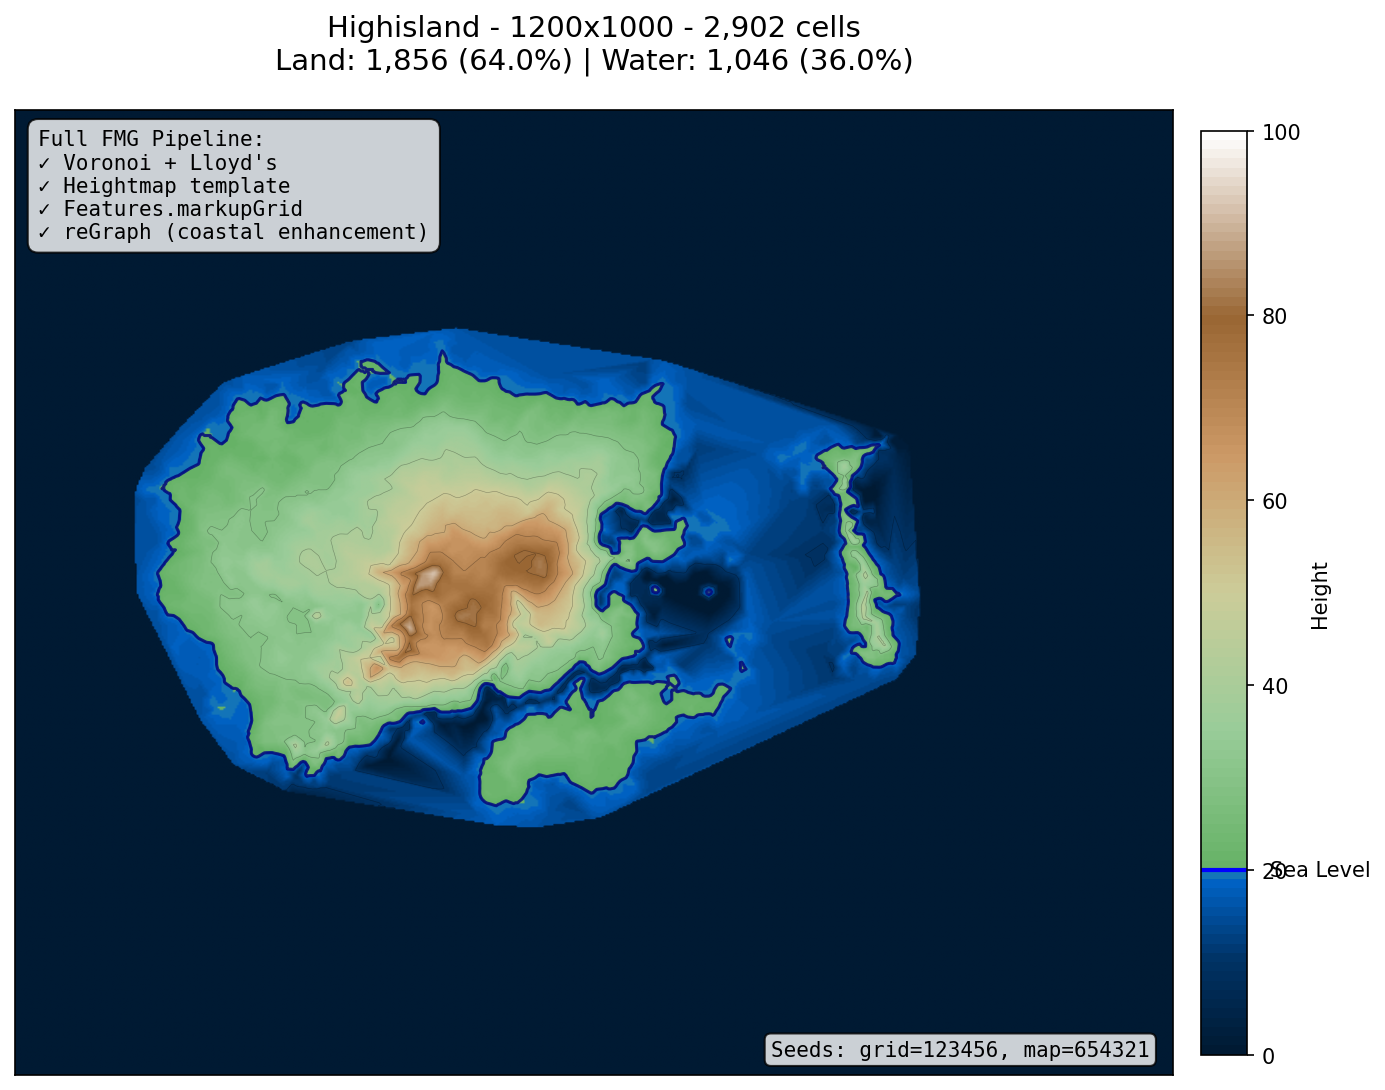 Highisland - 1200x1000 - 2,902 cells
Land: 1,856 (64.0%) | Water: 1,046 (36.0%)
Full FMG Pipeline:
✓ Voronoi + Lloyd's
✓ Heightmap template
✓ Features.markupGrid
✓ reGraph (coastal enhancement)
100
80
60
Height
40
20
Sea Level
0
Seeds: grid=123456, map=654321